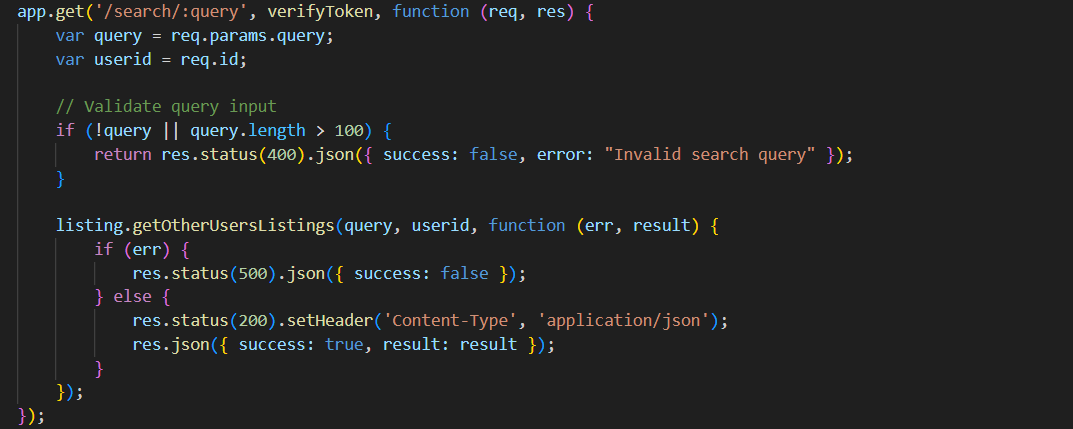 app.get('/search/:query', verifyToken, function (req, res) {
    var query = req.params.query;
    var userid = req.id;

    // Validate query input
    if (!query || query.length > 100) {
        return res.status(400).json({ success: false, error: "Invalid search query" });
    }

    listing.getOtherUsersListings(query, userid, function (err, result) {
        if (err) {
            res.status(500).json({ success: false });
        } else {
            res.status(200).setHeader('Content-Type', 'application/json');
            res.json({ success: true, result: result });
        }
    });
});